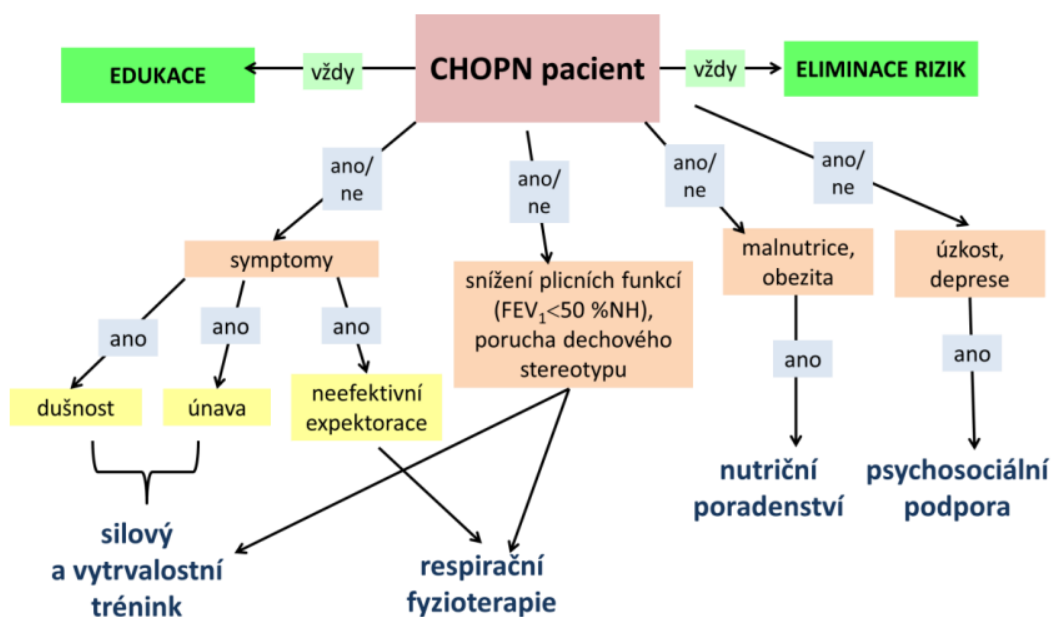 EDUKACE
vždy
CHOPN pacient
vždy
ELIMINACE RIZIK
ano/
ne
ano/
ne
ano/
ne
ano/
ne
symptomy
snížení plicních funkcí
(FEV₁<50 %NH),
porucha dechového
stereotypu
malnutrice,
obezita
úzkost,
deprese
ano
ano
ano
ano
ano
dušnost
únava
neefektivní
expektorace
silový
a vytrvalostní
trénink
respirační
fyzioterapie
nutriční
poradenství
psychosociální
podpora